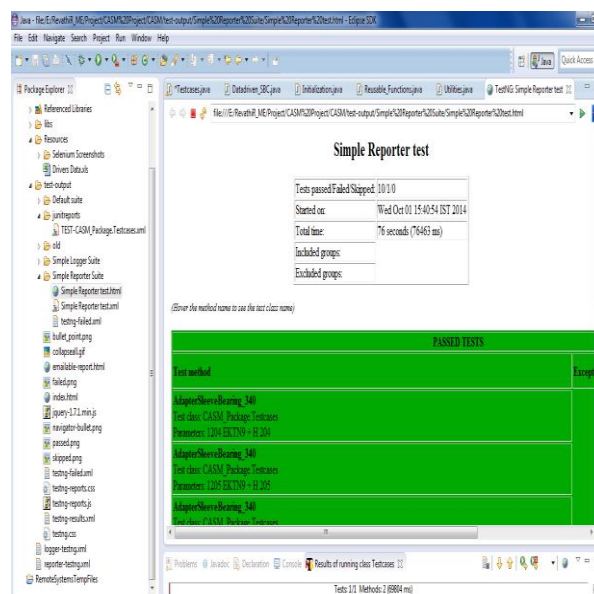 Java - file:/E:/RevathiR_ME/Project/CASM%20Project/CASM/test-output/Simple%20Reporter%20Suite/Simple%20Reporter%20test.html - Eclipse SDK
File Edit Navigate Search Project Run Window Help
Java Quick Access
Package Explorer
*Testcases.java Datadriven_SBC.java Initialization.java Reusable_Functions.java Utilities.java TestNG: Simple Reporter test
file:///E:/RevathiR_ME/Project/CASM%20Project/CASM/test-output/Simple%20Reporter%20Suite/Simple%20Reporter%20test.html
Referenced Libraries
libs
Resources
Selenium Screenshots
Drivers Data.xls
test-output
Default suite
junitreports
TEST-CASM_Package.Testcases.xml
old
Simple Logger Suite
Simple Reporter Suite
Simple Reporter test.html
Simple Reporter test.xml
testng-failed.xml
bullet_point.png
collapseall.gif
emailable-report.html
failed.png
index.html
jquery-1.7.1.min.js
navigator-bullet.png
passed.png
skipped.png
testng-failed.xml
testng-reports.css
testng-reports.js
testng-results.xml
testng.css
logger-testng.xml
reporter-testng.xml
RemoteSystemsTempFiles
Simple Reporter test
Tests passed/Failed/Skipped: 10/1/0
Started on: Wed Oct 01 15:40:54 IST 2014
Total time: 76 seconds (76463 ms)
Included groups:
Excluded groups:
(Hover the method name to see the test class name)
PASSED TESTS
Test method Except
AdapterSleeveBearing_340
Test class: CASM_Package.Testcases
Parameters: 1204 EKTN9 + H 204
AdapterSleeveBearing_340
Test class: CASM_Package.Testcases
Parameters: 1205 EKTN9 + H 205
AdapterSleeveBearing_340
Test class: CASM_Package.Testcases
Problems Javadoc Declaration Console Results of running class Testcases
Tests: 1/1 Methods: 2 (69804 ms)